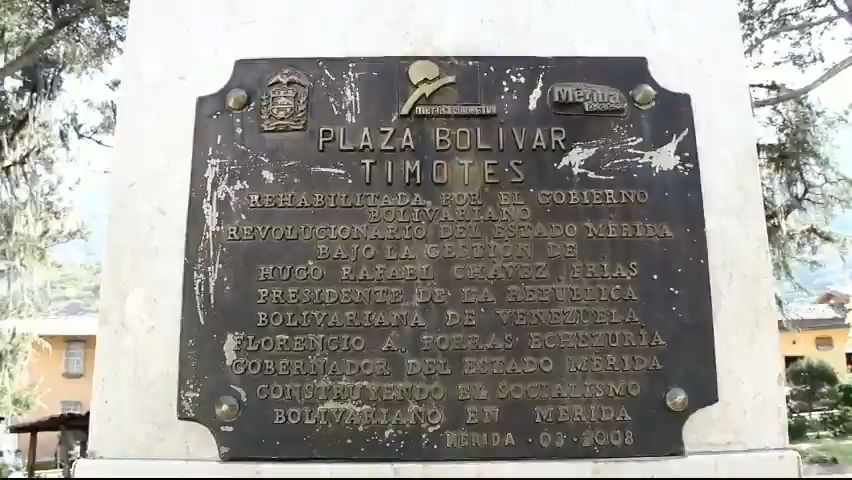 Mérida
PLAZA BOLIVAR
TIMOTES
REHABILITADA POR EL GOBIERNO
BOLIVARIANO
REVOLUCIONARIO DEL ESTADO MERIDA
BAJO LA GESTIÓN DE
HUGO RAFAEL CHAVEZ FRIAS
PRESIDENTE DE LA REPUBLICA
BOLIVARIANA DE VENEZUELA
FLORENCIO A. PORRAS ECHEZURÍA
GOBERNADOR DEL ESTADO MERIDA
CONSTRUYENDO EL SOCIALISMO
BOLIVARIANO EN MERIDA
MERIDA . 03 . 2008